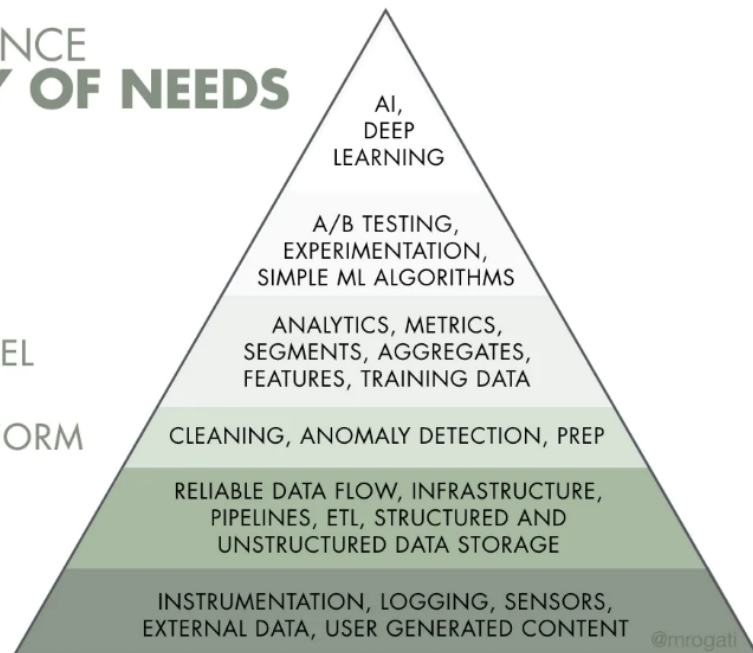 NCE
Y OF NEEDS
AI,
DEEP
LEARNING
A/B TESTING,
EXPERIMENTATION,
SIMPLE ML ALGORITHMS
EL
ANALYTICS, METRICS,
SEGMENTS, AGGREGATES,
FEATURES, TRAINING DATA
ORM
CLEANING, ANOMALY DETECTION, PREP
RELIABLE DATA FLOW, INFRASTRUCTURE,
PIPELINES, ETL, STRUCTURED AND
UNSTRUCTURED DATA STORAGE
INSTRUMENTATION, LOGGING, SENSORS,
EXTERNAL DATA, USER GENERATED CONTENT
@mrogati